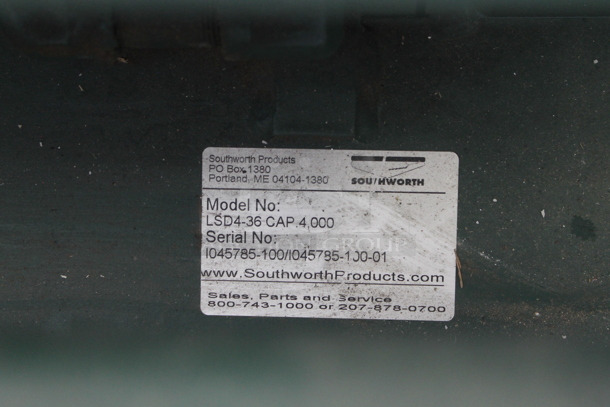 Southworth Products
PO Box 1380
Portland, ME 04104-1380
SOUTHWORTH
Model No:
LSD4-36 CAP 4,000
Serial No:
I045785-100/I045785-100-01
GROUP
www.SouthworthProducts.com
Sales, Parts and Service
800-743-1000 or 207-878-0700